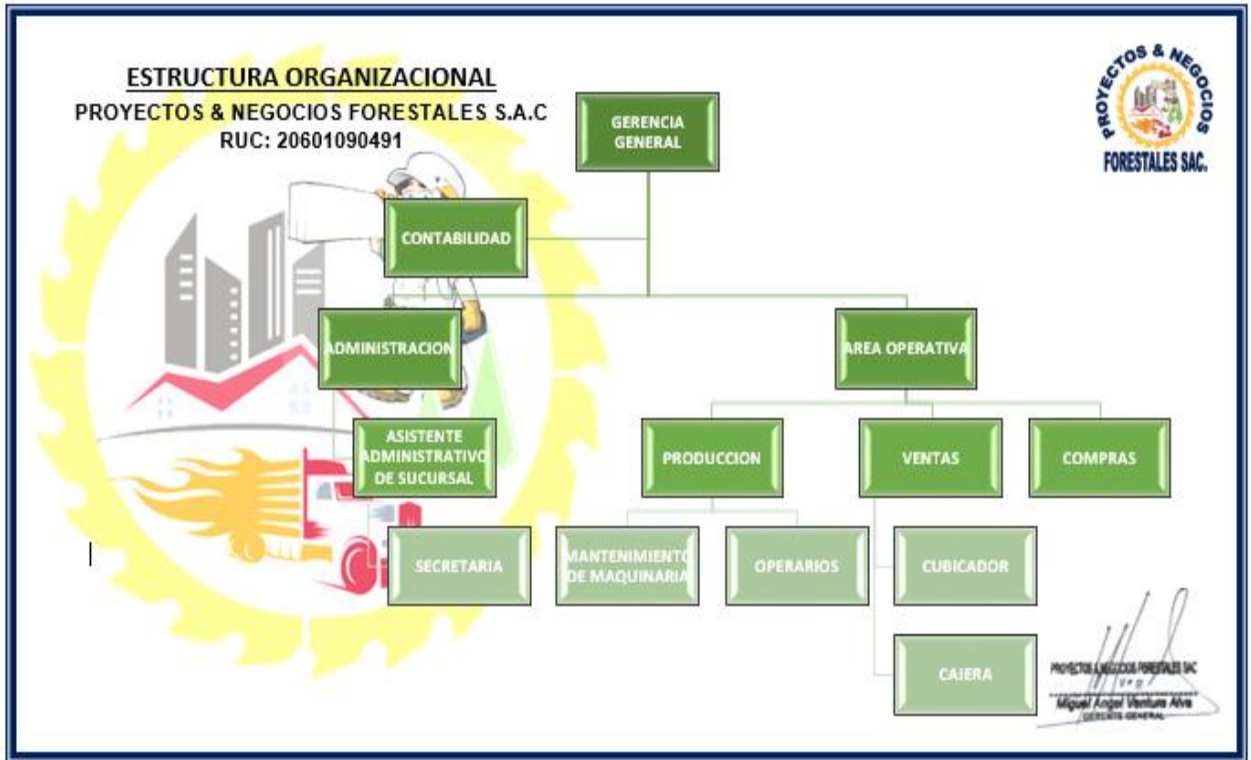 ESTRUCTURA ORGANIZACIONAL
PROYECTOS & NEGOCIOS FORESTALES S.A.C
RUC: 20601090491
PROYECTOS & NEGOCIOS
FORESTALES SAC.
GERENCIA
GENERAL
CONTABILIDAD
ADMINISTRACION
AREA OPERATIVA
ASISTENTE
ADMINISTRATIVO
DE SUCURSAL
PRODUCCION
VENTAS
COMPRAS
SECRETARIA
MANTENIMIENTO
DE MAQUINARIA
OPERARIOS
CUBICADOR
CAJERA
PROYECTOS & NEGOCIOS FORESTALES SAC
Miguel Angel Ventura Alva
GERENTE GENERAL